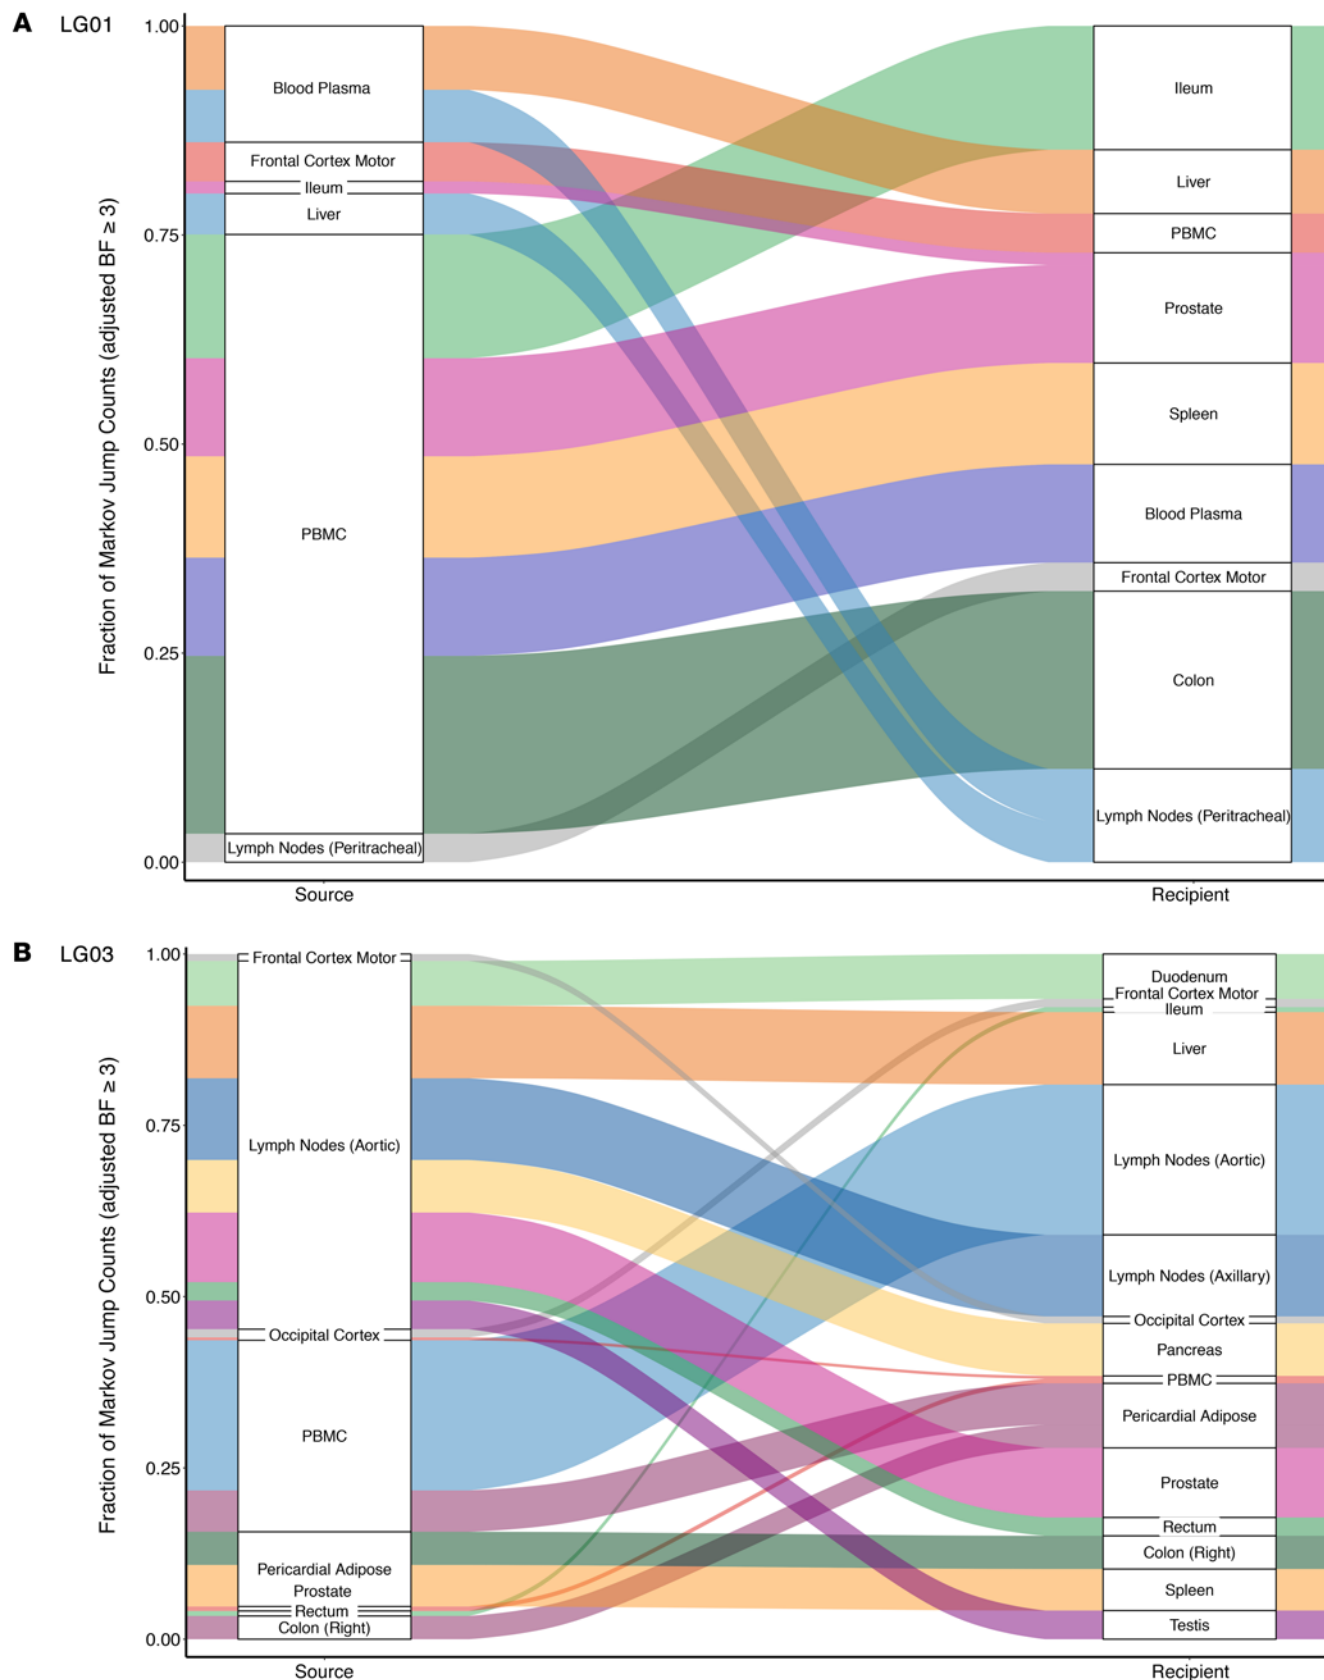 A LG01
Fraction of Markov Jump Counts (adjusted BF ≥ 3)
1.00
0.75
0.50
0.25
0.00
Blood Plasma
Frontal Cortex Motor
Ileum
Liver
PBMC
Lymph Nodes (Peritracheal)
Ileum
Liver
PBMC
Prostate
Spleen
Blood Plasma
Frontal Cortex Motor
Colon
Lymph Nodes (Peritracheal)
Source Recipient
B LG03
Fraction of Markov Jump Counts (adjusted BF ≥ 3)
1.00
0.75
0.50
0.25
0.00
Frontal Cortex Motor
Lymph Nodes (Aortic)
Occipital Cortex
PBMC
Pericardial Adipose
Prostate
Rectum
Colon (Right)
Duodenum
Frontal Cortex Motor
Ileum
Liver
Lymph Nodes (Aortic)
Lymph Nodes (Axillary)
Occipital Cortex
Pancreas
PBMC
Pericardial Adipose
Prostate
Rectum
Colon (Right)
Spleen
Testis
Source Recipient